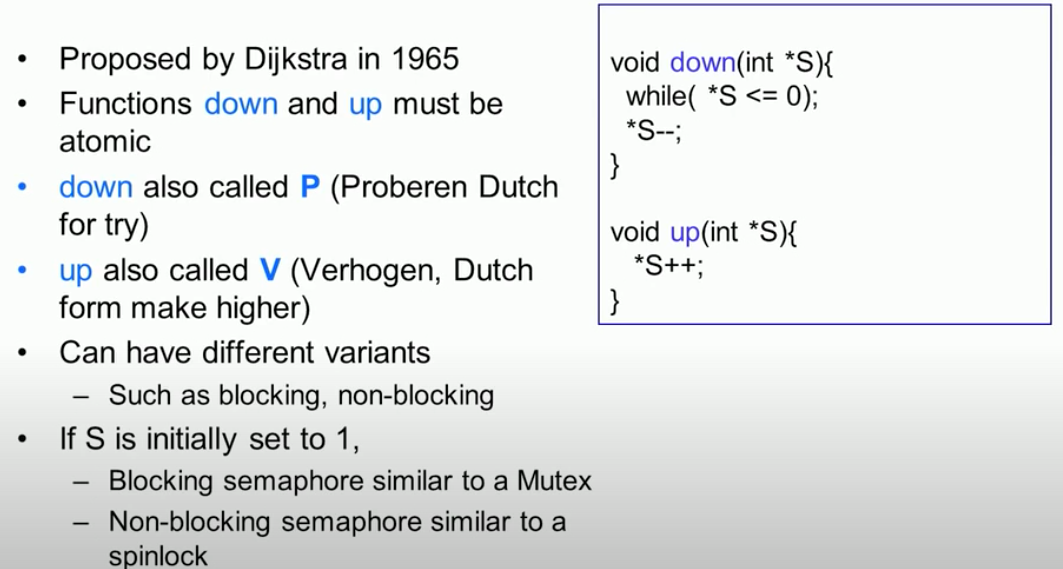 • Proposed by Dijkstra in 1965
• Functions down and up must be
atomic
• down also called P (Proberen Dutch
for try)
• up also called V (Verhogen, Dutch
form make higher)
• Can have different variants
– Such as blocking, non-blocking
• If S is initially set to 1,
– Blocking semaphore similar to a Mutex
– Non-blocking semaphore similar to a
spinlock
void down(int *S){
while( *S <= 0);
*S--;
}
void up(int *S){
*S++;
}